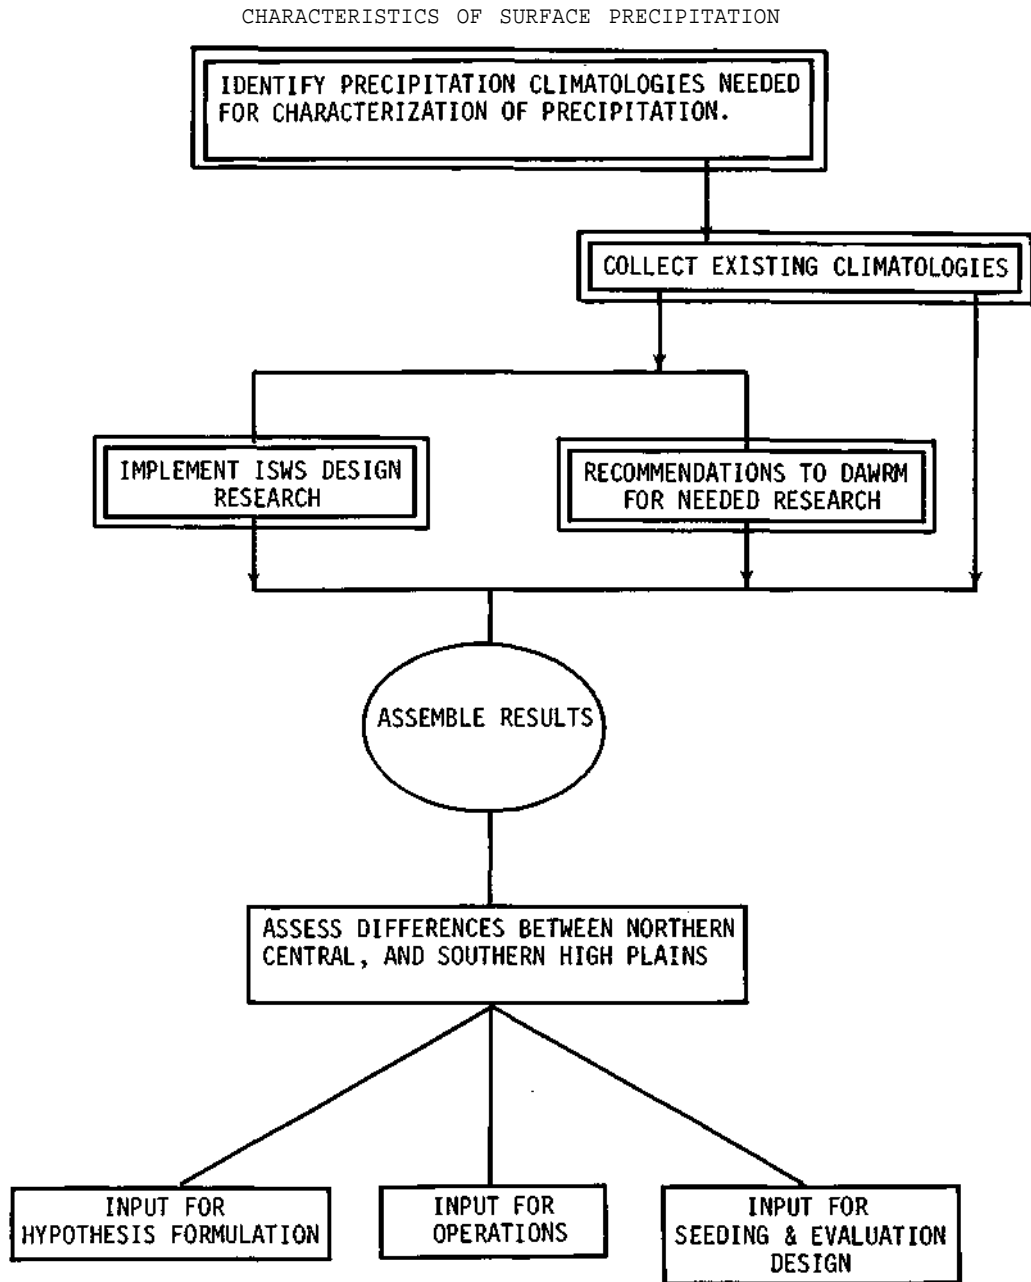 CHARACTERISTICS OF SURFACE PRECIPITATION
IDENTIFY PRECIPITATION CLIMATOLOGIES NEEDED
FOR CHARACTERIZATION OF PRECIPITATION.
COLLECT EXISTING CLIMATOLOGIES
IMPLEMENT ISWS DESIGN
RESEARCH
RECOMMENDATIONS TO DAWRM
FOR NEEDED RESEARCH
ASSEMBLE RESULTS
ASSESS DIFFERENCES BETWEEN NORTHERN
CENTRAL, AND SOUTHERN HIGH PLAINS
INPUT FOR
HYPOTHESIS FORMULATION
INPUT FOR
OPERATIONS
INPUT FOR
SEEDING & EVALUATION
DESIGN